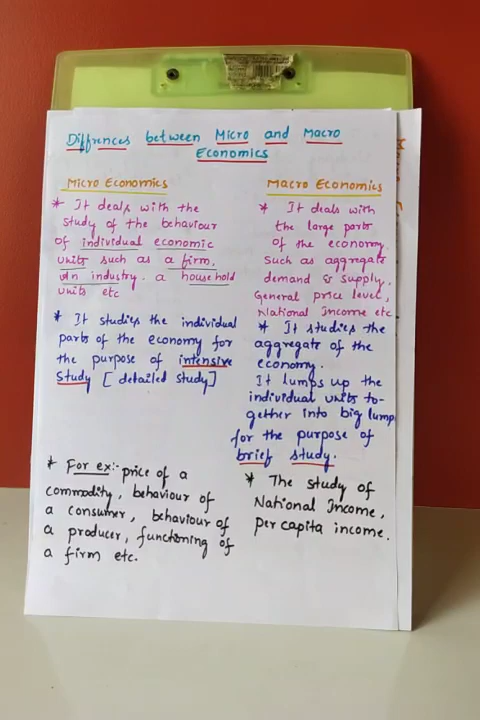 Diffrences between Micro and Macro
Economics
Micro Economics
* It deals with the
study of the behaviour
of individual economic
units such as a firm.
An industry. a household
units etc
* It studies the individual
parts of the economy for
the purpose of intensive
Study [detailed study]
* For ex:- price of a
commodity, behaviour of
a consumer, behaviour of
a producer, functioning of
a firm etc.
Macro Economics
* It deals with
the large parts
of the economy.
Such as aggregate
demand & supply.
General price level,
National Income etc
* It studies the
aggregate of the
economy.
It lumps up the
individual units to-
gether into big lump
for the purpose of
brief study.
* The study of
National Income,
per capita income.